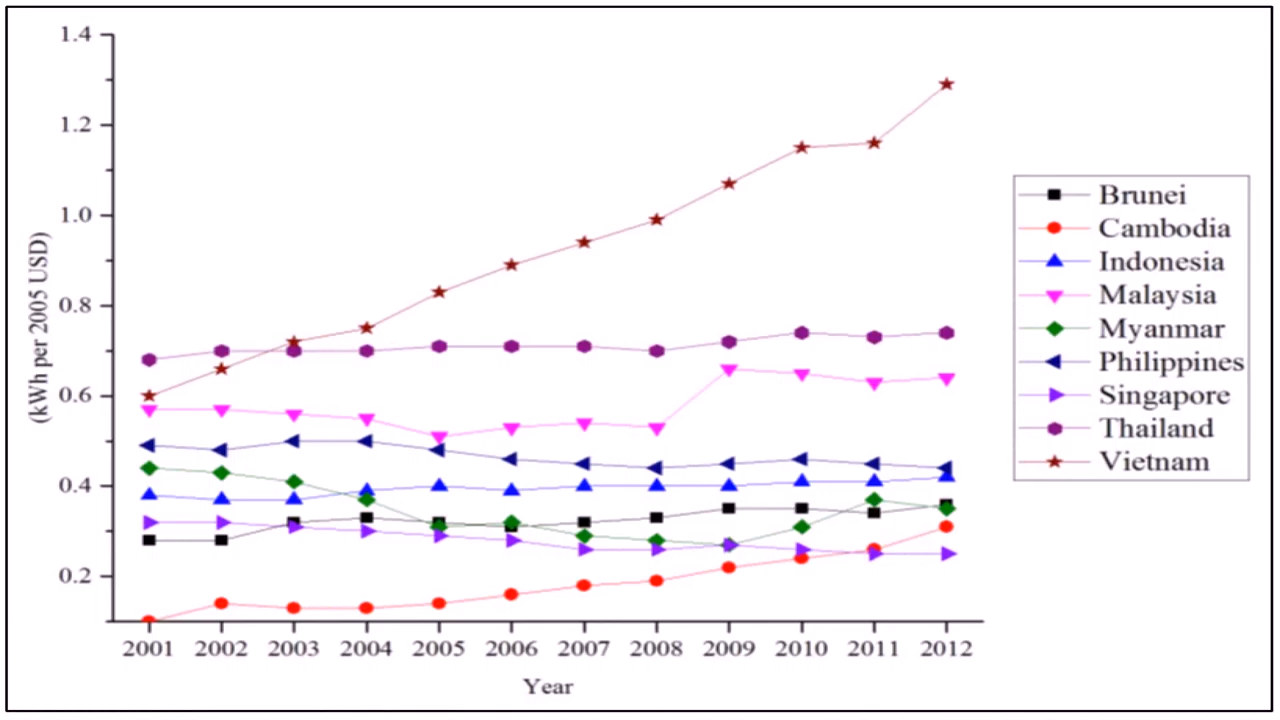 1.4
1.2
1.0
0.8
0.6
0.4
0.2
(kWh per 2005 USD)
2001 2002 2003 2004 2005 2006 2007 2008 2009 2010 2011 2012
Year
Brunei
Cambodia
Indonesia
Malaysia
Myanmar
Philippines
Singapore
Thailand
Vietnam